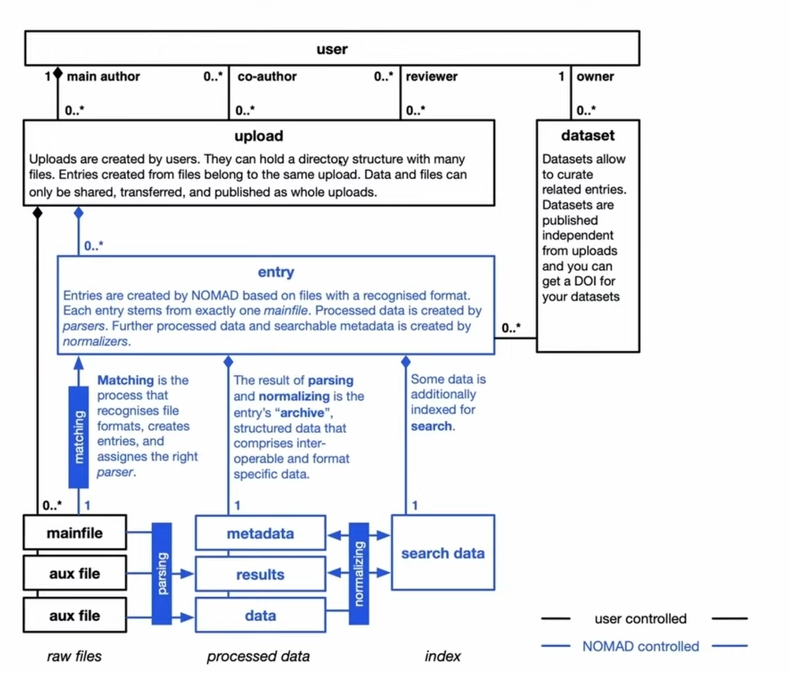 user
1 main author
0..* co-author
0..* reviewer
1 owner
0..*
0..*
0..*
0..*
upload
Uploads are created by users. They can hold a directory structure with many
files. Entries created from files belong to the same upload. Data and files can
only be shared, transferred, and published as whole uploads.
dataset
Datasets allow
to curate
related entries.
Datasets are
published
independent
from uploads
and you can
get a DOI for
your datasets
0..*
entry
Entries are created by NOMAD based on files with a recognised format.
Each entry stems from exactly one mainfile. Processed data is created by
parsers. Further processed data and searchable metadata is created by
normalizers.
0..*
matching
Matching is the
process that
recognises file
formats, creates
entries, and
assignes the right
parser.
The result of parsing
and normalizing is the
entry's “archive”,
structured data that
comprises inter-
operable and format
specific data.
Some data is
additionally
indexed for
search.
0..*
1
1
1
mainfile
aux file
aux file
parsing
metadata
results
data
normalizing
search data
raw files
processed data
index
user controlled
NOMAD controlled